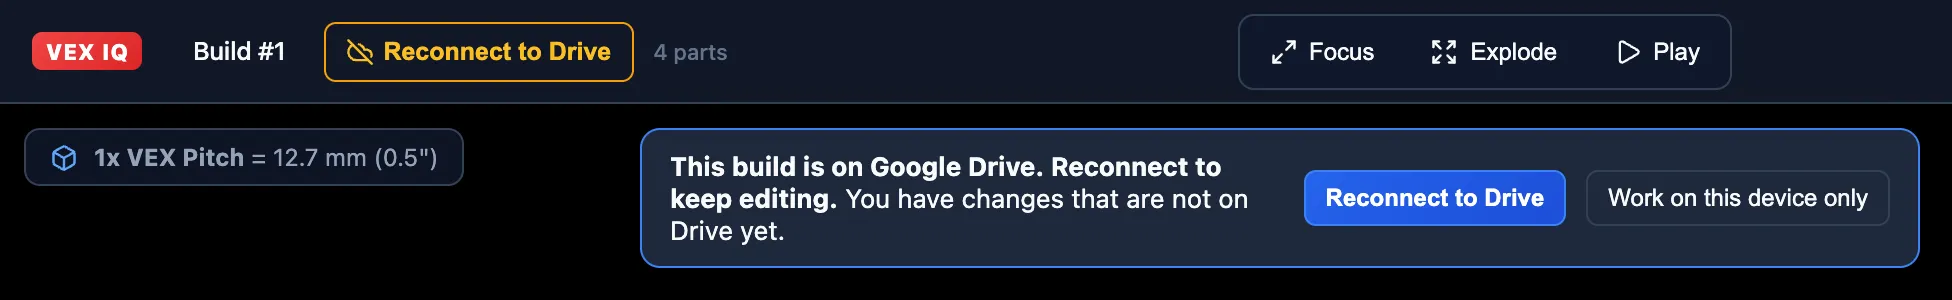 VEX IQ
Build #1
Reconnect to Drive
4 parts
Focus
Explode
Play
1x VEX Pitch = 12.7 mm (0.5")
This build is on Google Drive. Reconnect to
keep editing. You have changes that are not on
Drive yet.
Reconnect to Drive
Work on this device only